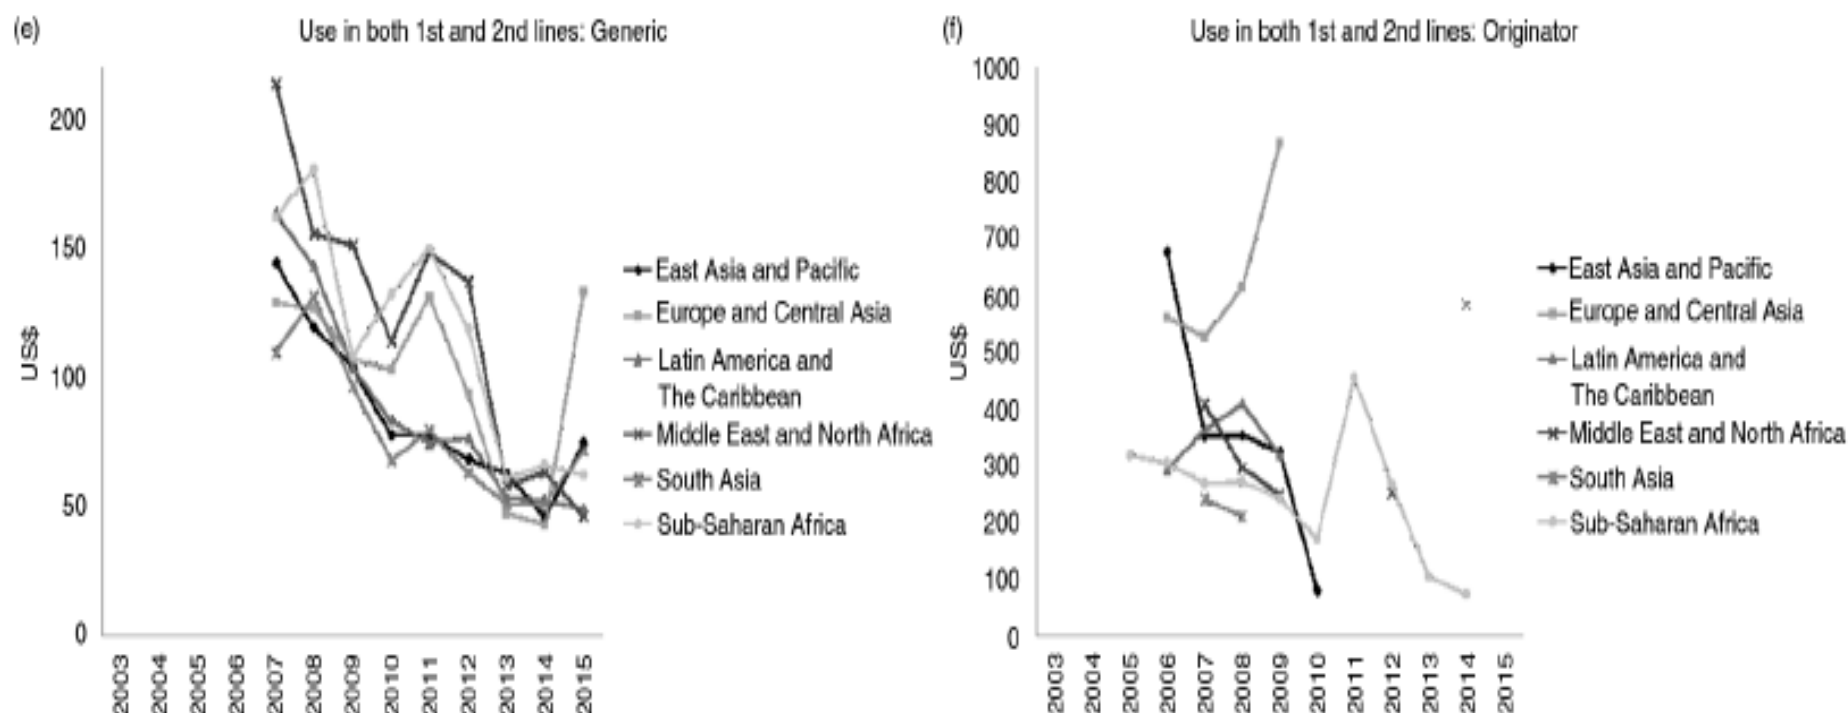 (e)
Use in both 1st and 2nd lines: Generic
US$
200
150
100
50
0
2003
2004
2005
2006
2007
2008
2009
2010
2011
2012
2013
2014
2015
East Asia and Pacific
Europe and Central Asia
Latin America and
The Caribbean
Middle East and North Africa
South Asia
Sub-Saharan Africa
(f)
Use in both 1st and 2nd lines: Originator
US$
1000
900
800
700
600
500
400
300
200
100
0
2003
2004
2005
2006
2007
2008
2009
2010
2011
2012
2013
2014
2015
East Asia and Pacific
Europe and Central Asia
Latin America and
The Caribbean
Middle East and North Africa
South Asia
Sub-Saharan Africa